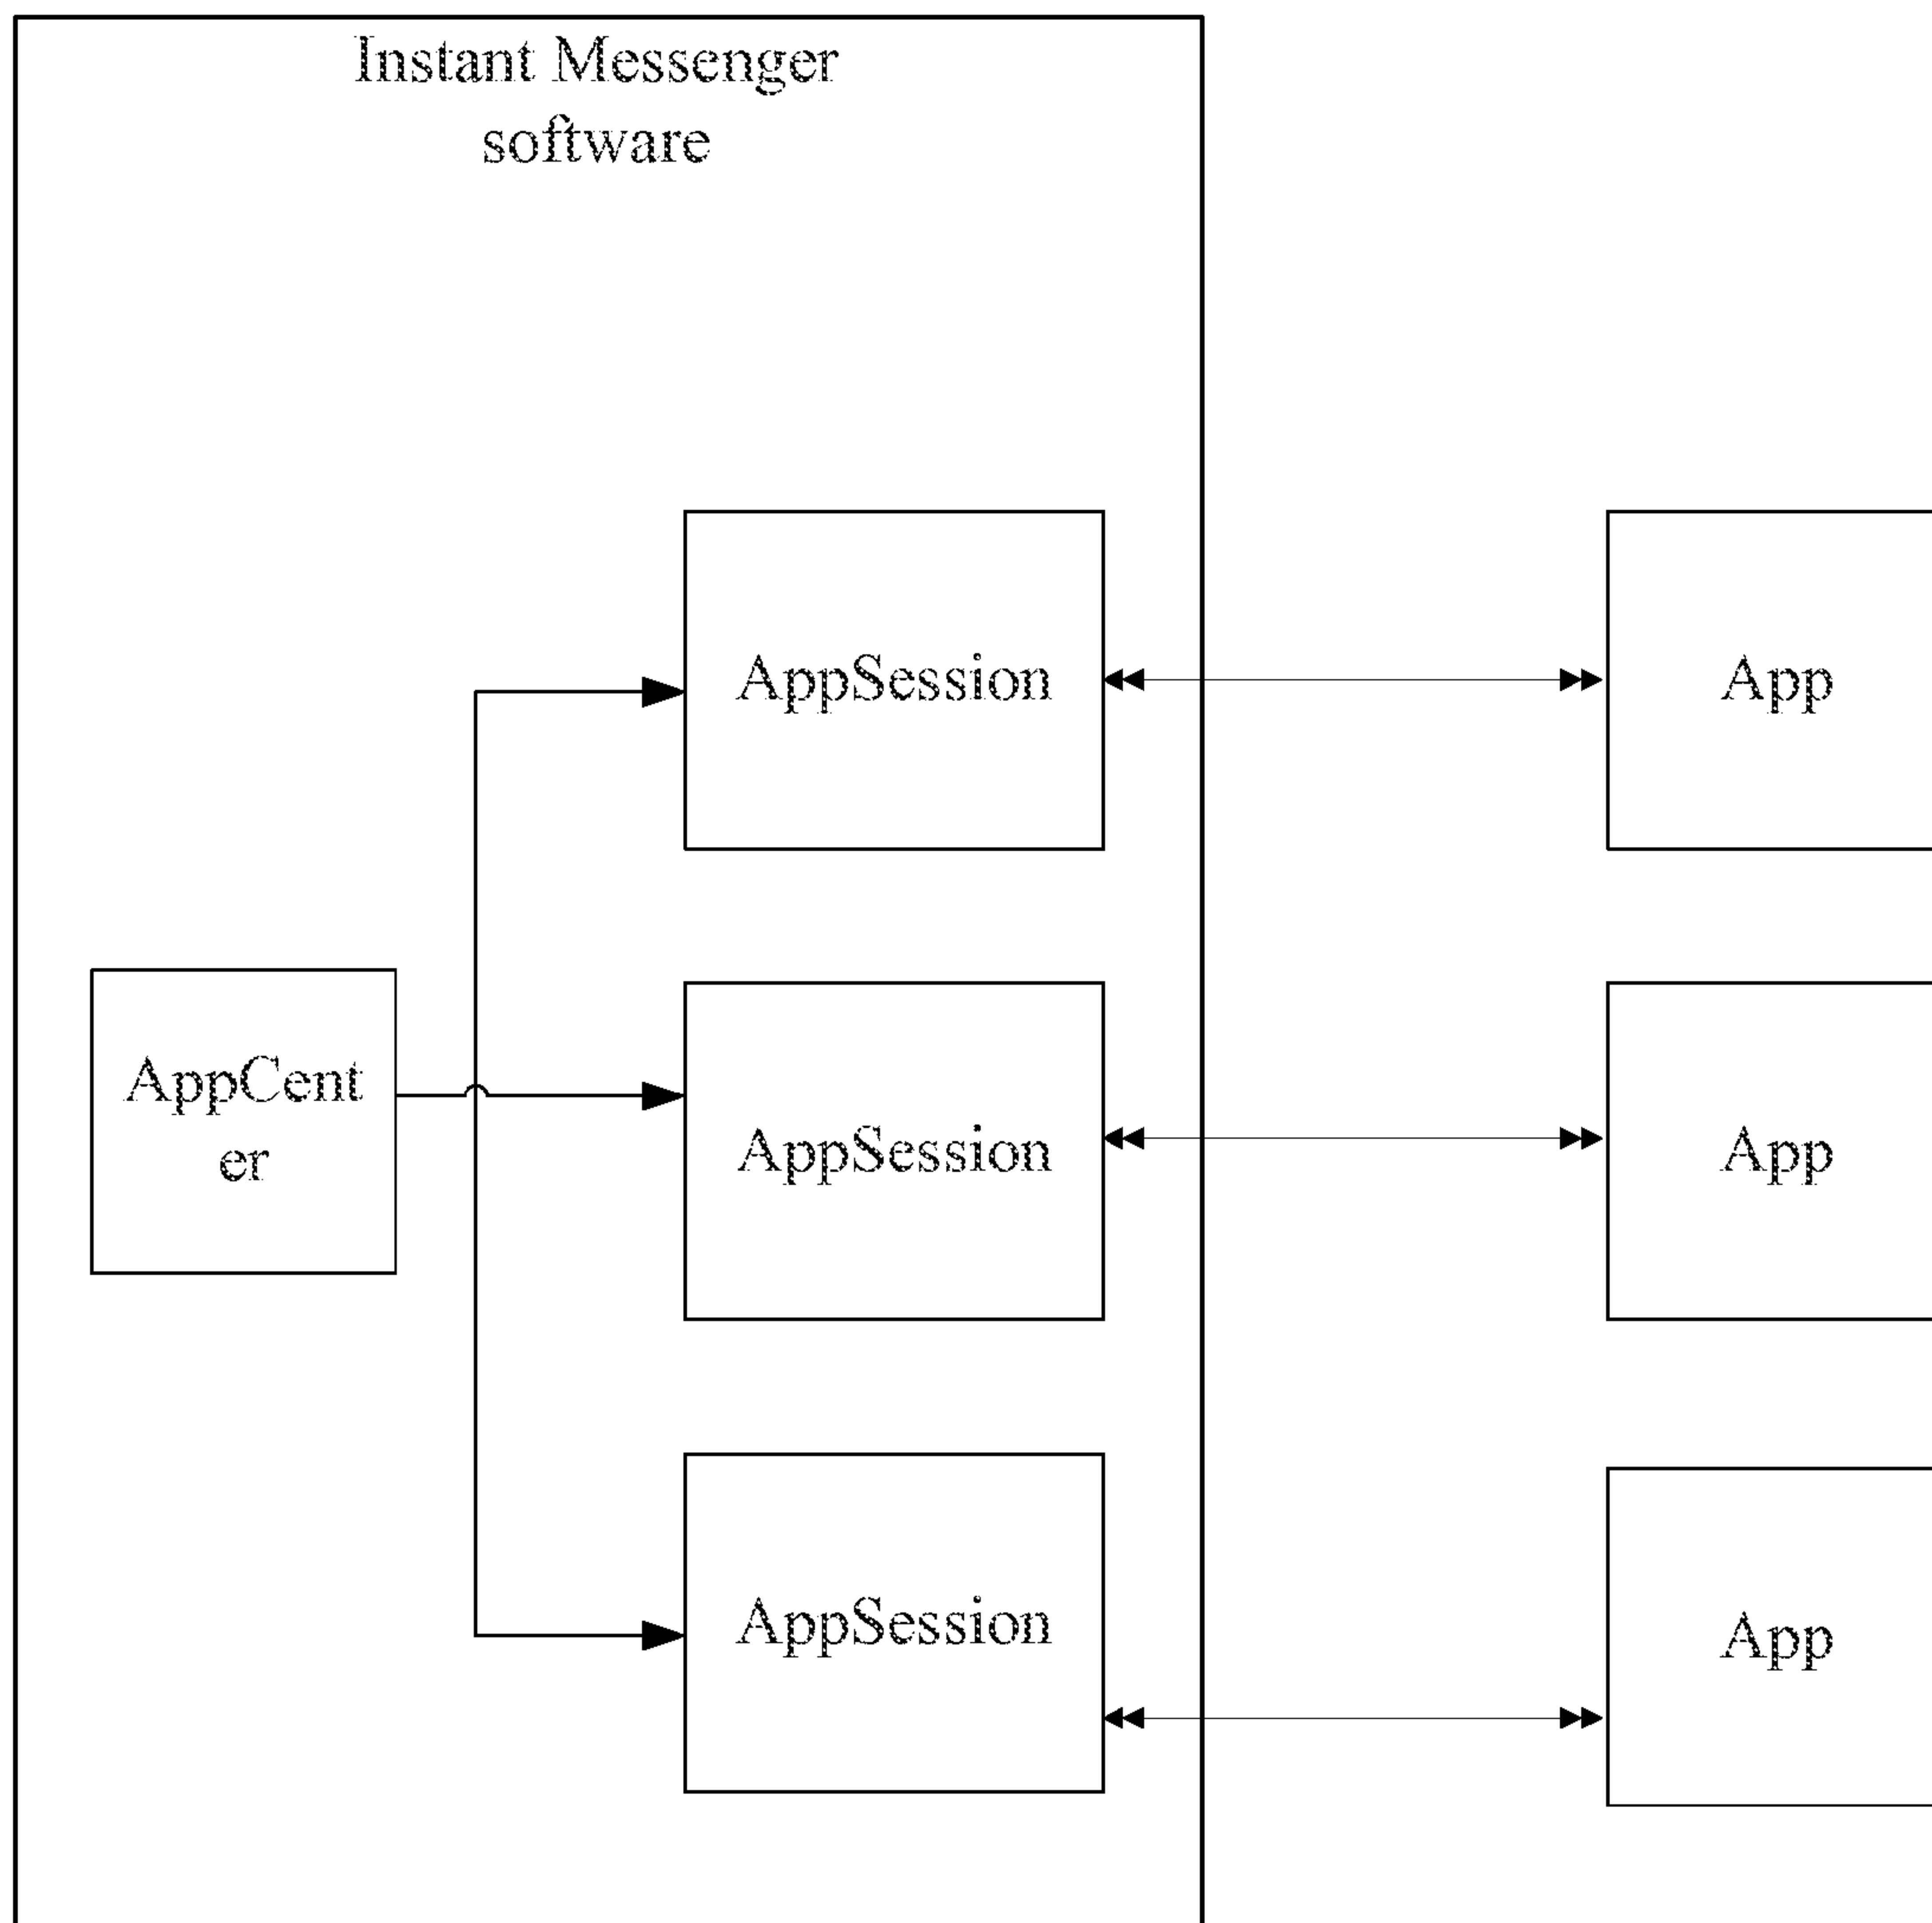 Instant Messenger
software
AppSession
App
AppCent
er
AppSession
App
AppSession
App